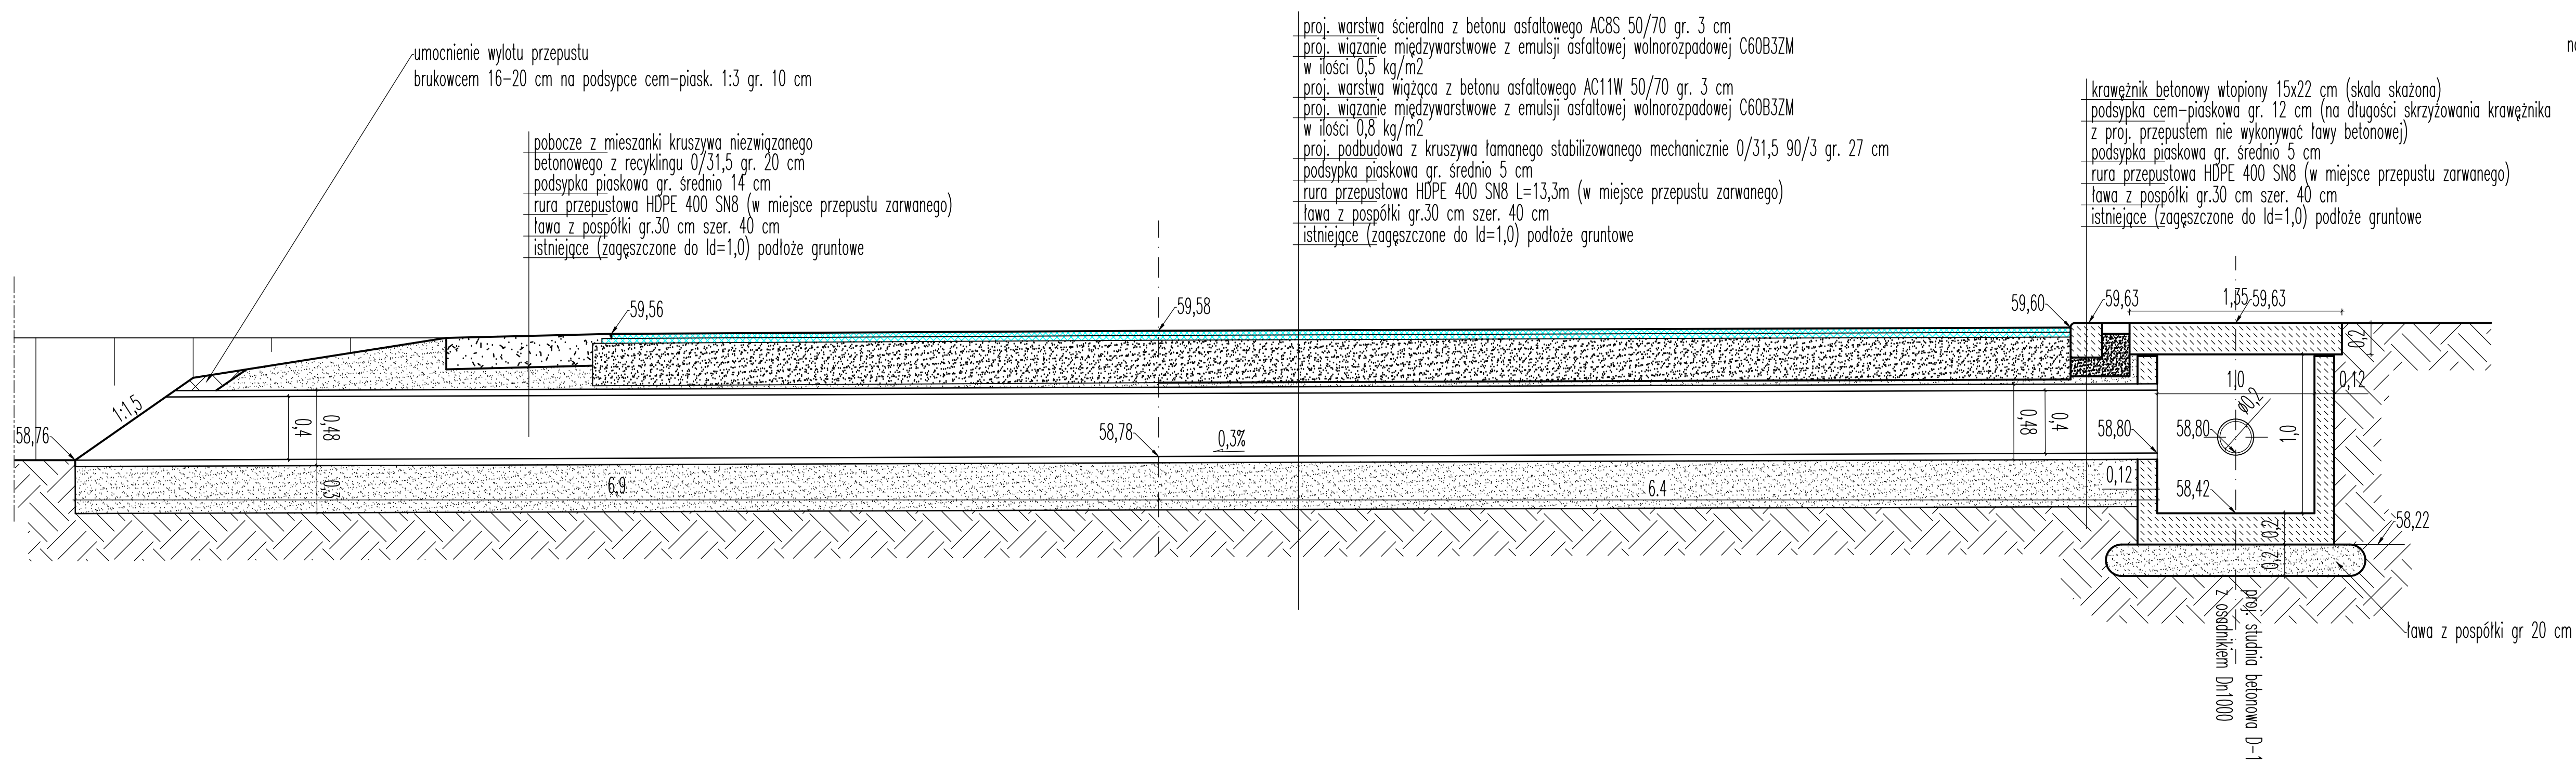 umocnienie wylotu przepustu
brukowcem 16-20 cm na podsypce cem-piask. 1:3 gr. 10 cm
pobocze z mieszanki kruszywa niezwiązanego
betonowego z recyklingu 0/31,5 gr. 20 cm
podsypka piaskowa gr. średnio 14 cm
rura przepustowa HDPE 400 SN8 (w miejsce przepustu zarwanego)
ława z pospółki gr.30 cm szer. 40 cm
istniejące (zagęszczone do Id=1,0) podłoże gruntowe
proj. warstwa ścieralna z betonu asfaltowego AC8S 50/70 gr. 3 cm
proj. wiązanie międzywarstwowe z emulsji asfaltowej wolnorozpadowej C60B3ZM
w ilości 0,5 kg/m2
proj. warstwa wiążąca z betonu asfaltowego AC11W 50/70 gr. 3 cm
proj. wiązanie międzywarstwowe z emulsji asfaltowej wolnorozpadowej C60B3ZM
w ilości 0,8 kg/m2
proj. podbudowa z kruszywa łamanego stabilizowanego mechanicznie 0/31,5 90/3 gr. 27 cm
podsypka piaskowa gr. średnio 5 cm
rura przepustowa HDPE 400 SN8 L=13,3m (w miejsce przepustu zarwanego)
ława z pospółki gr.30 cm szer. 40 cm
istniejące (zagęszczone do Id=1,0) podłoże gruntowe
krawężnik betonowy wtopiony 15x22 cm (skala skażona)
podsypka cem-piaskowa gr. 12 cm (na długości skrzyżowania krawężnika
z proj. przepustem nie wykonywać ławy betonowej)
podsypka piaskowa gr. średnio 5 cm
rura przepustowa HDPE 400 SN8 (w miejsce przepustu zarwanego)
ława z pospółki gr.30 cm szer. 40 cm
istniejące (zagęszczone do Id=1,0) podłoże gruntowe
59,56
59,58
59,60
59,63
1,35
59,63
0,2
1:1,5
58,76
0,4
0,48
0,3
6,9
58,78
0,3%
6.4
0,48
0,4
58,80
0,12
1,0
0,12
ø0,2
58,80
1,0
58,42
0,2
0,2
58,22
ława z pospółki gr 20 cm
proj. studnia betonowa D-1
z osadnikiem Dn1000